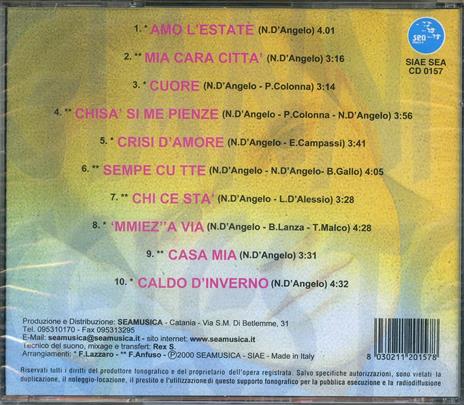 1. * AMO L'ESTATE (N.D'Angelo) 4.01
sea
SIAE SEA
CD 0157
2. ** MIA CARA CITTA' (N.D'Angelo) 3:16
3. * CUORE (N.D'Angelo - P.Colonna) 3:14
4. ** CHISA' SI ME PIENZE (N.D'Angelo - P.Colonna - N.D'Angelo) 3:56
5. * CRISI D'AMORE (N.D'Angelo - E.Campassi) 3:41
6. ** SEMPE CU TTE (N.D'Angelo - N.D'Angelo- B.Gallo) 4:05
7. ** CHI CE STA' (N.D'Angelo - L.D'Alessio) 3:28
8. * 'MMIEZ''A VIA (N.D'Angelo - B.Lanza - T.Malco) 4:28
9. ** CASA MIA (N.D'Angelo) 3:31
10. * CALDO D'INVERNO (N.D'Angelo) 4:32
Produzione e Distribuzione: SEAMUSICA - Catania - Via S.M. Di Betlemme, 31
Tel. 095310170 - Fax 095313295
E-Mail: seamusica@seamusica.it - sito internet: www.seamusica.it
Tecnico del suono, mixage e transfert: Rex S.
Arrangiamenti: * F.Lazzaro - ** F.Anfuso - Ⓟ2000 SEAMUSICA - SIAE - Made in Italy
8 030211 201578
Riservati tutti i diritti del produttore fonografico e del proprietario dell'opera registrata. Salvo specifiche autorizzazioni, sono vietati la
duplicazione, il noleggio-locazione, il prestito e l'utilizzazione di questo supporto fonografico per la pubblica esecuzione e la radiodiffusione